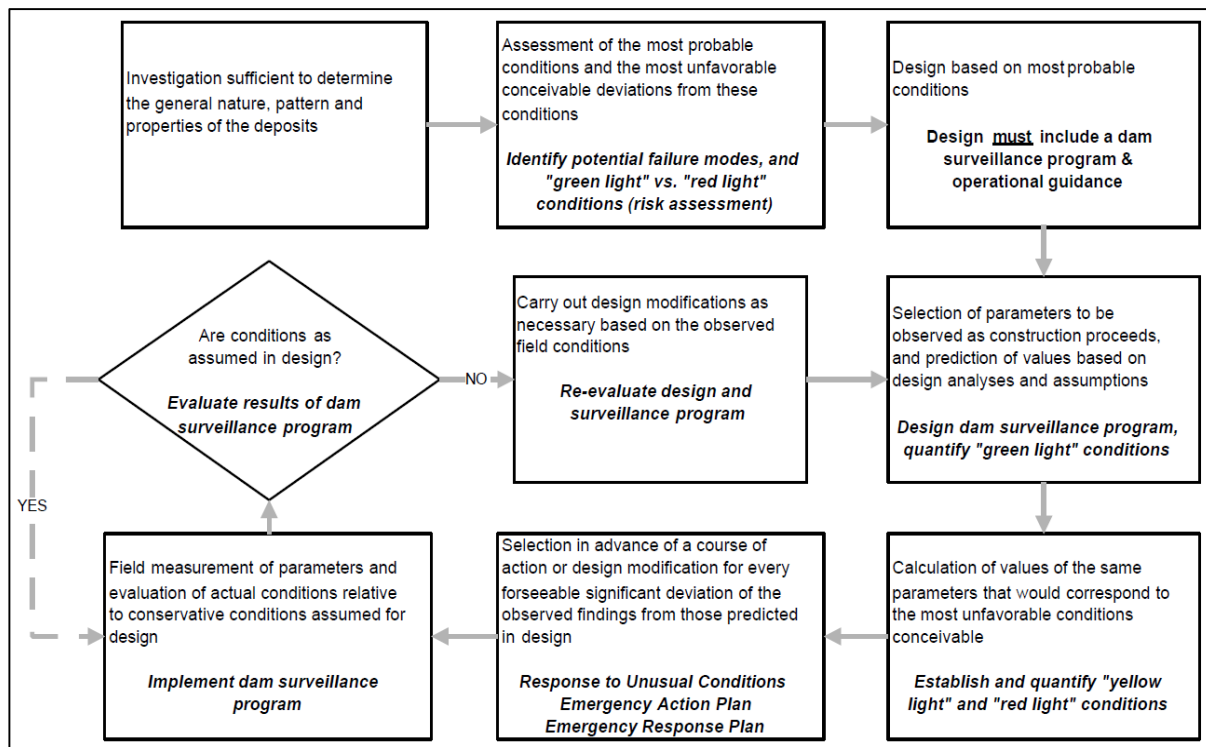 Investigation sufficient to determine
the general nature, pattern and
properties of the deposits
Assessment of the most probable
conditions and the most unfavorable
conceivable deviations from these
conditions
Identify potential failure modes, and
"green light" vs. "red light"
conditions (risk assessment)
Design based on most probable
conditions
Design must include a dam
surveillance program &
operational guidance
Are conditions as
assumed in design?
Evaluate results of dam
surveillance program
NO
Carry out design modifications as
necessary based on the observed
field conditions
Re-evaluate design and
surveillance program
Selection of parameters to be
observed as construction proceeds,
and prediction of values based on
design analyses and assumptions
Design dam surveillance program,
quantify "green light" conditions
YES
Field measurement of parameters and
evaluation of actual conditions relative
to conservative conditions assumed for
design
Implement dam surveillance
program
Selection in advance of a course of
action or design modification for every
forseeable significant deviation of the
observed findings from those predicted
in design
Response to Unusual Conditions
Emergency Action Plan
Emergency Response Plan
Calculation of values of the same
parameters that would correspond to
the most unfavorable conditions
conceivable
Establish and quantify "yellow
light" and "red light" conditions